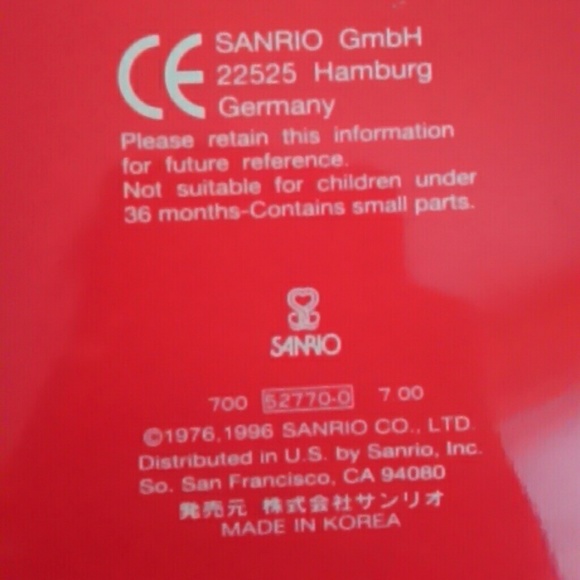 CE SANRIO GmbH
22525 Hamburg
Germany
Please retain this information
for future reference.
Not suitable for children under
36 months-Contains small parts.
SANRIO
700 52770-0 7 00
©1976,1996 SANRIO CO., LTD.
Distributed in U.S. by Sanrio, Inc.
So. San Francisco, CA 94080
発売元 株式会社サンリオ
MADE IN KOREA